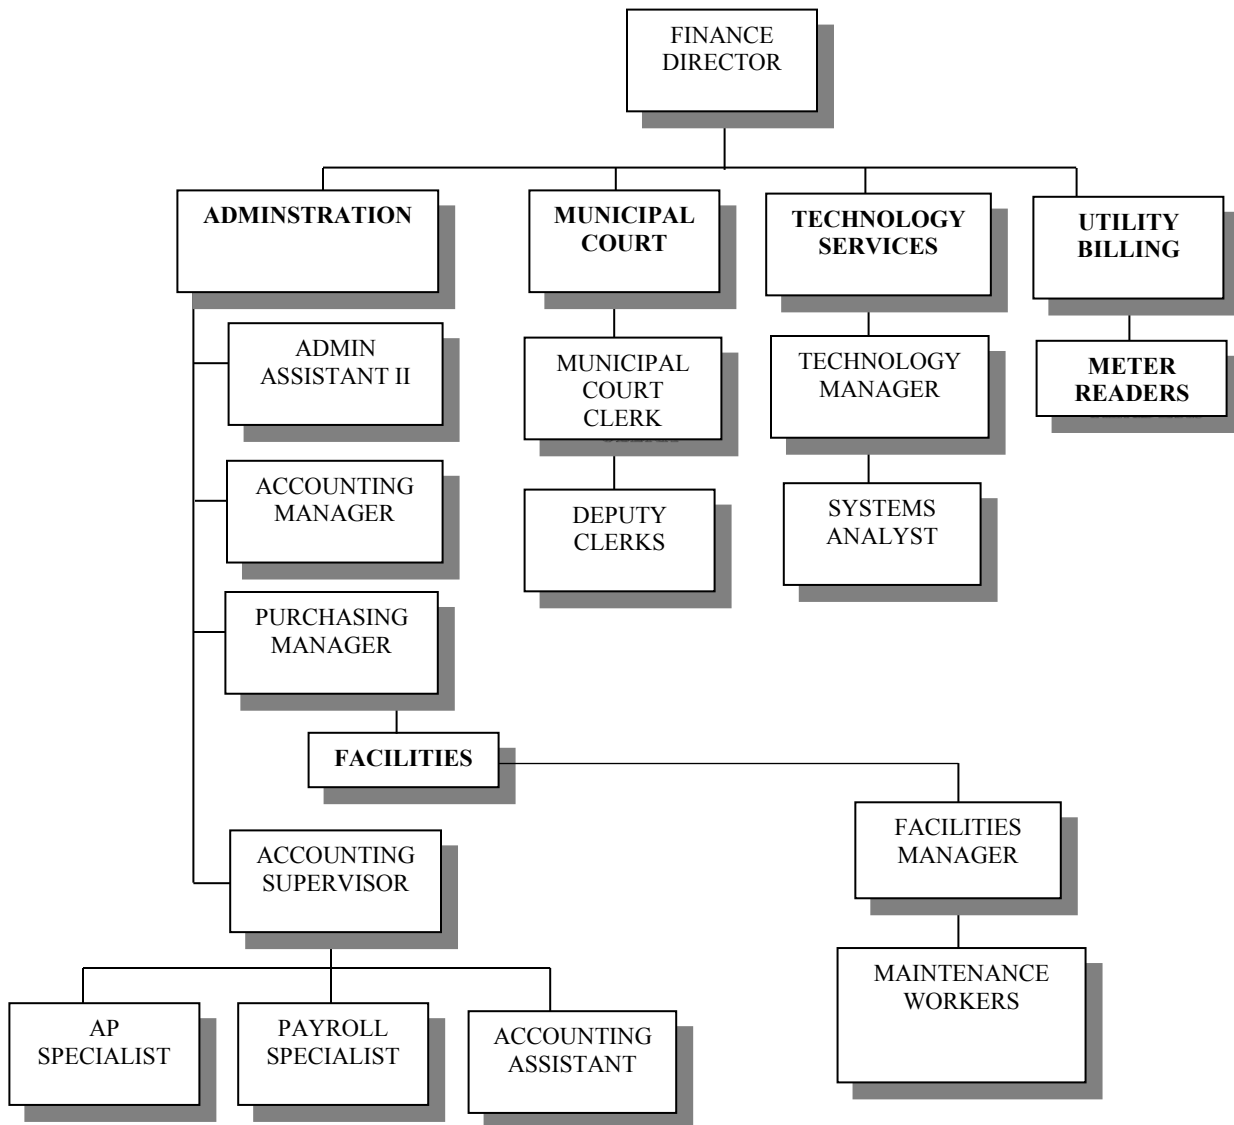 FINANCE
DIRECTOR
ADMINSTRATION
MUNICIPAL
COURT
TECHNOLOGY
SERVICES
UTILITY
BILLING
ADMIN
ASSISTANT II
MUNICIPAL
COURT
CLERK
TECHNOLOGY
MANAGER
METER
READERS
ACCOUNTING
MANAGER
DEPUTY
CLERKS
SYSTEMS
ANALYST
PURCHASING
MANAGER
FACILITIES
FACILITIES
MANAGER
ACCOUNTING
SUPERVISOR
MAINTENANCE
WORKERS
AP
SPECIALIST
PAYROLL
SPECIALIST
ACCOUNTING
ASSISTANT